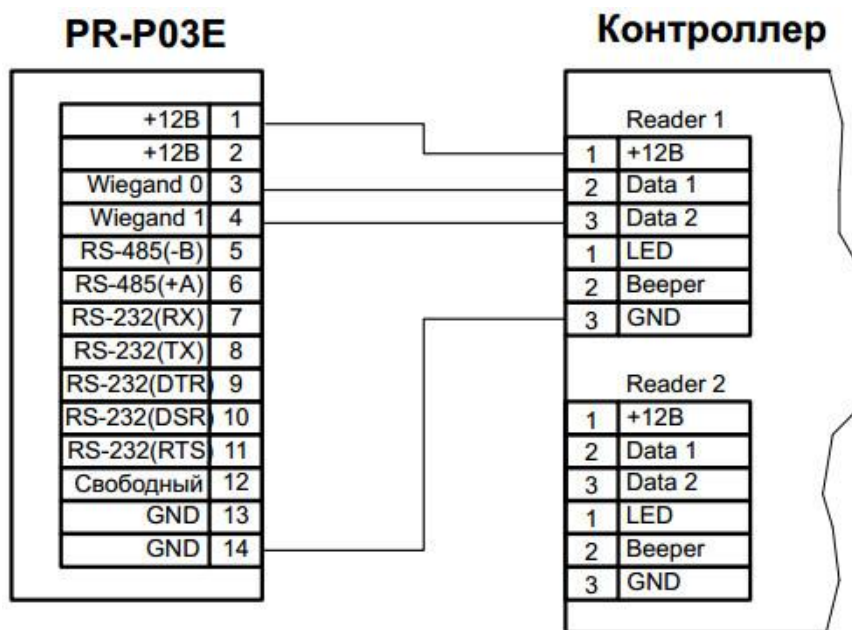 PR-P03E
+12В 1
+12В 2
Wiegand 0 3
Wiegand 1 4
RS-485(-B) 5
RS-485(+A) 6
RS-232(RX) 7
RS-232(TX) 8
RS-232(DTR) 9
RS-232(DSR) 10
RS-232(RTS) 11
Свободный 12
GND 13
GND 14
Контроллер
Reader 1
1 +12В
2 Data 1
3 Data 2
1 LED
2 Beeper
3 GND
Reader 2
1 +12В
2 Data 1
3 Data 2
1 LED
2 Beeper
3 GND